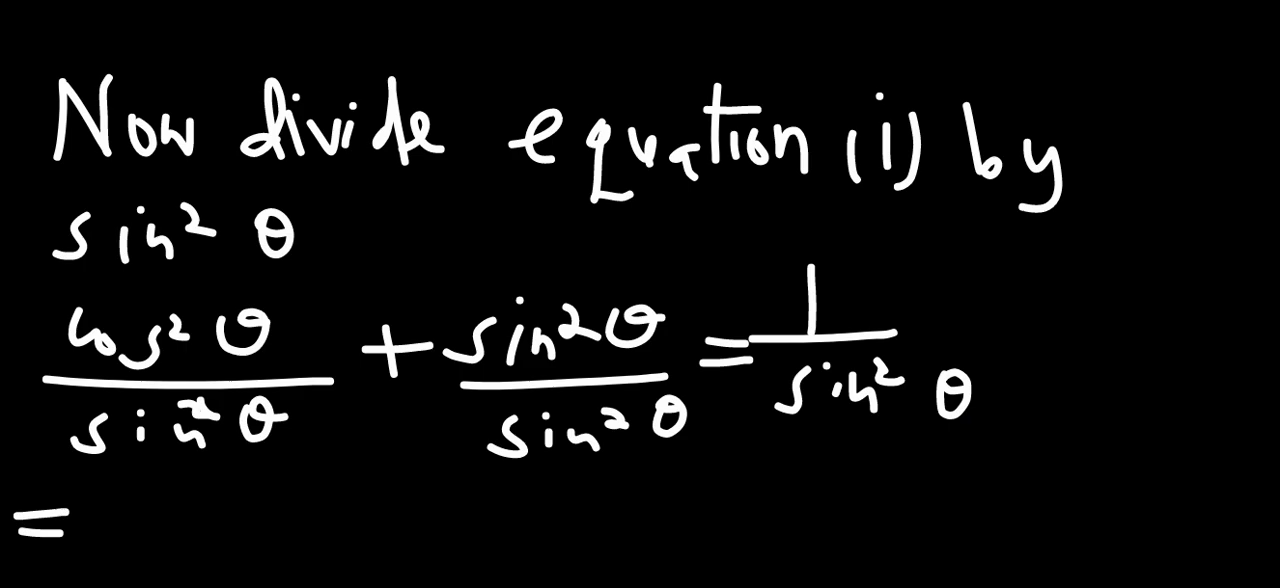 Now divide equation (i) by
sin² θ
cos² θ / sin² θ + sin² θ / sin² θ = 1 / sin² θ
=